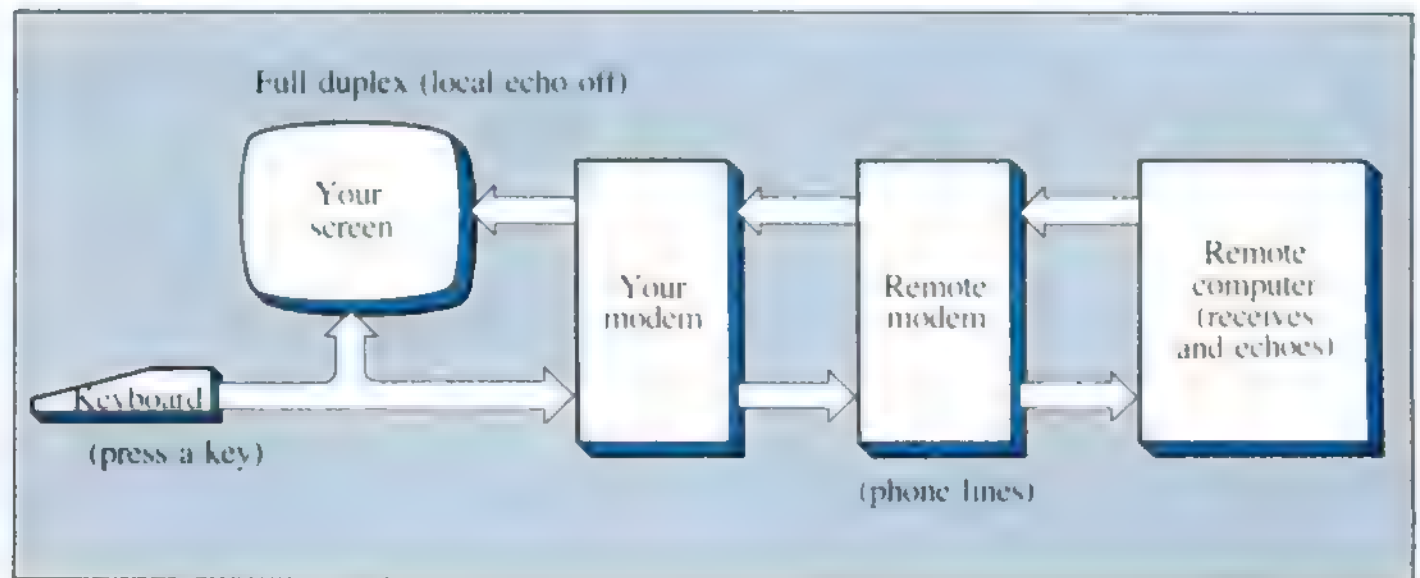 Full duplex (local echo off)
Your
screen
Your
modem
Remote
modem
Remote
computer
(receives
and echoes)
Keyboard
(press a key)
(phone lines)